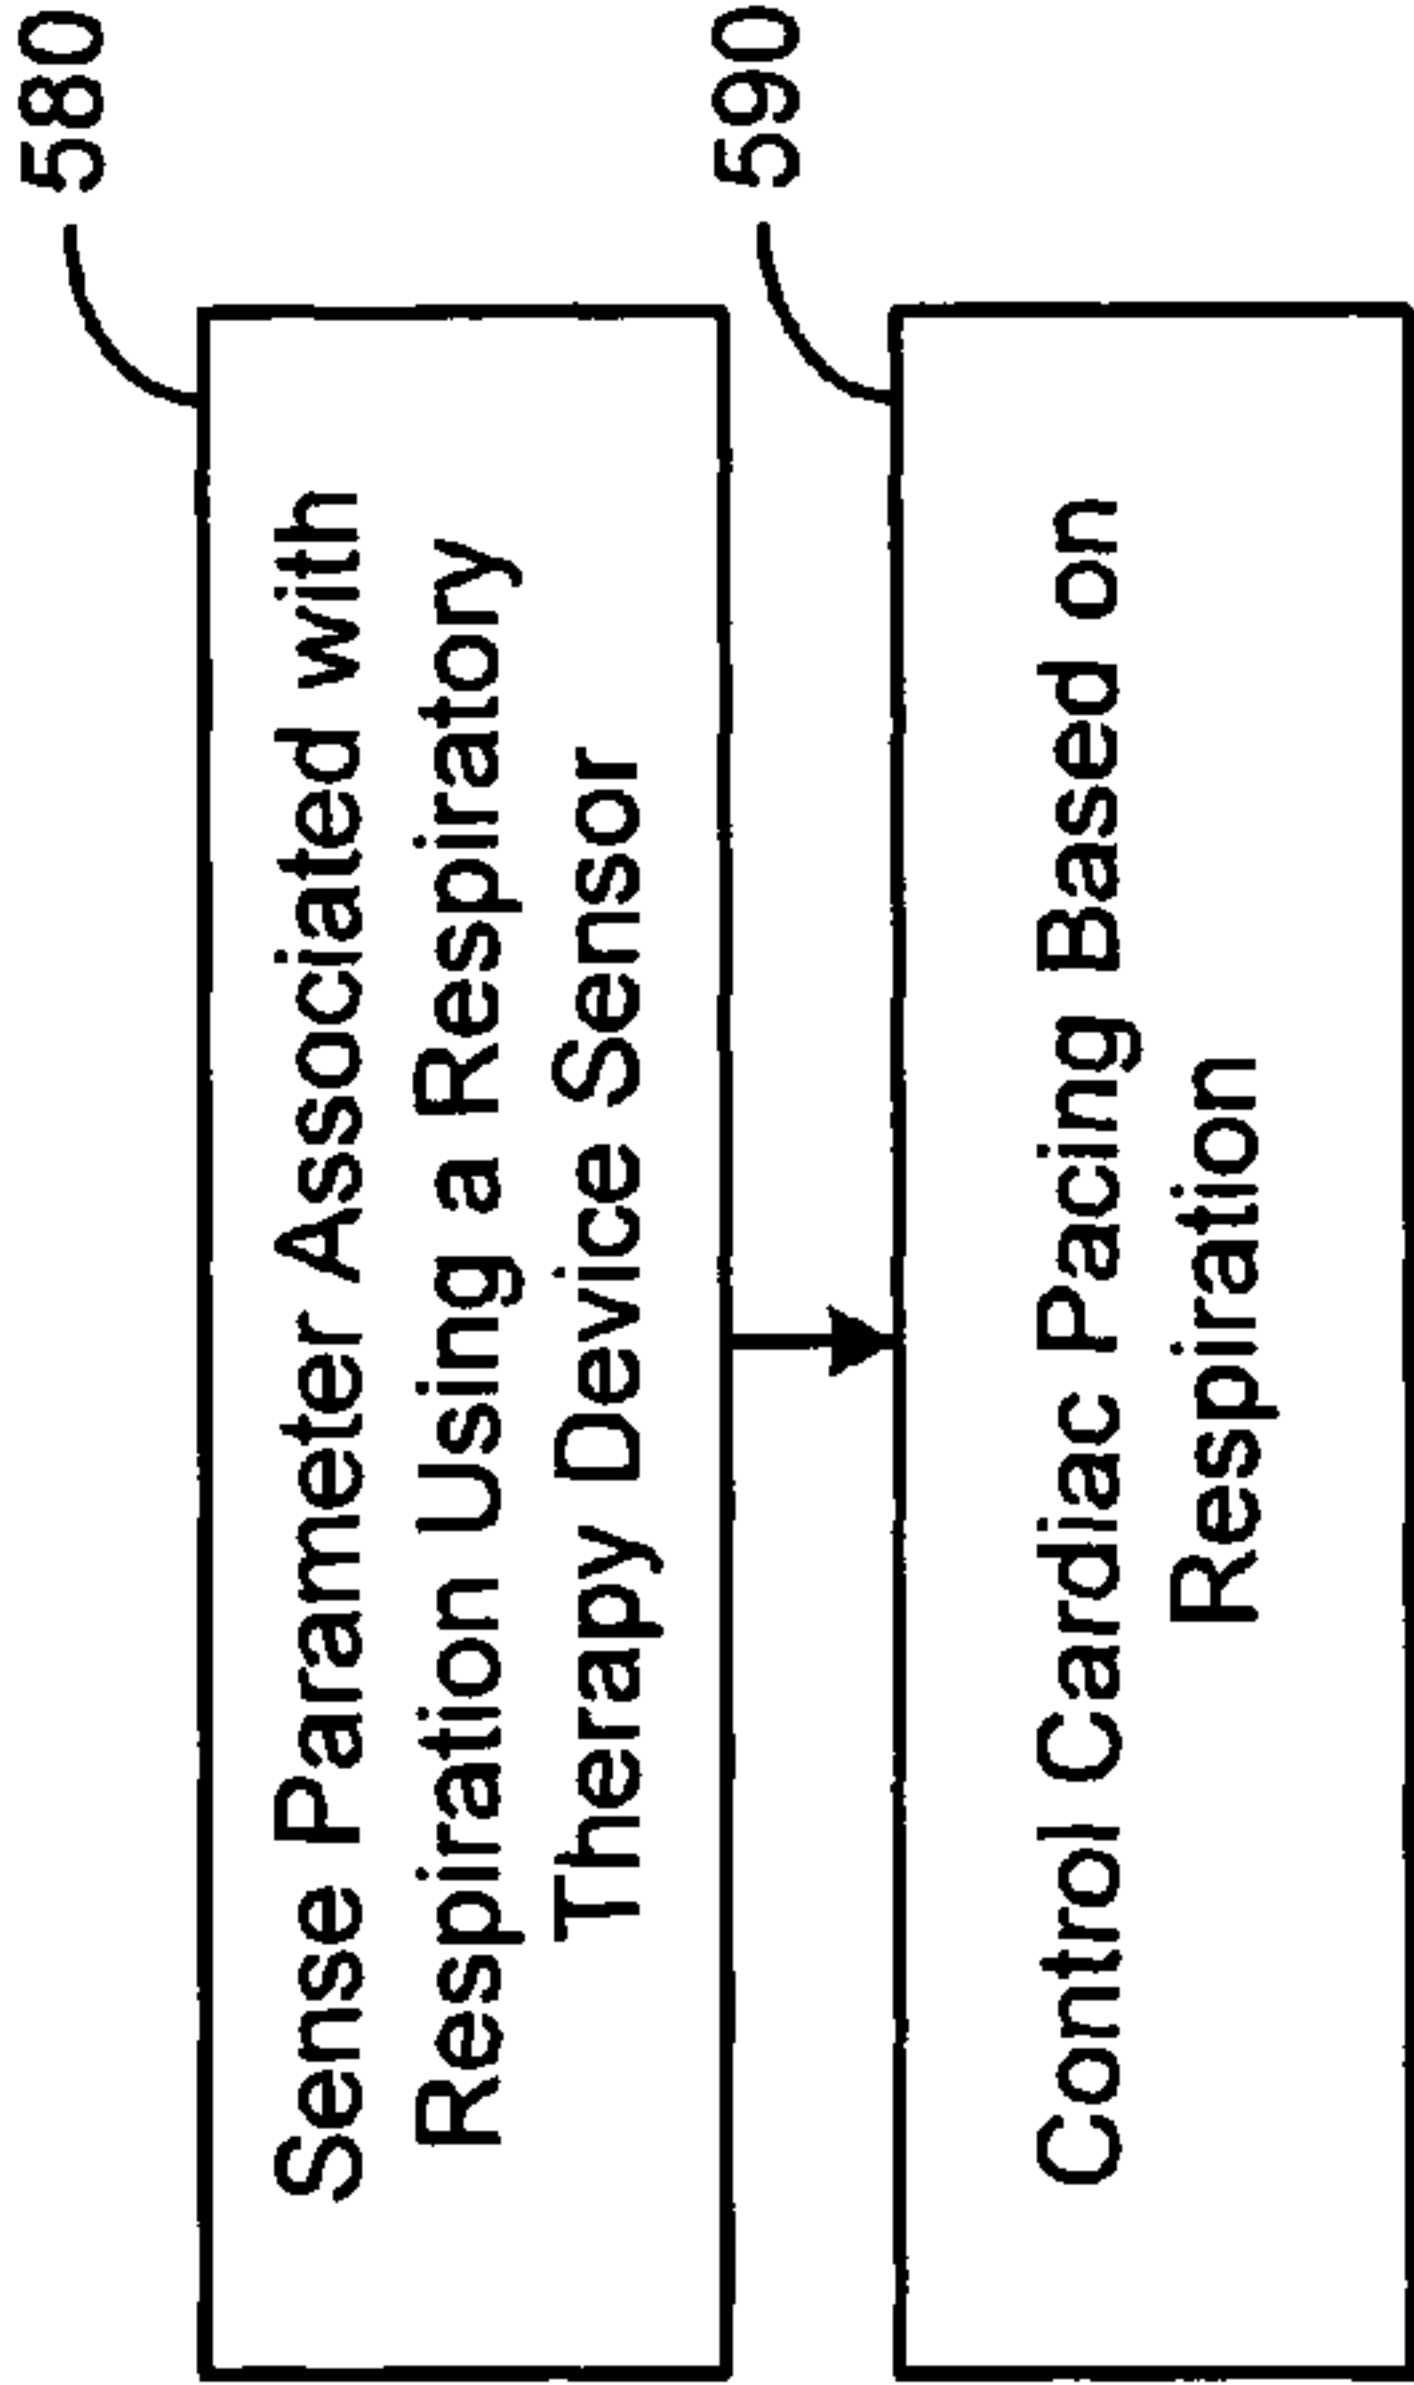 580
Sense Parameter Associated with
Respiration Using a Respiratory
Therapy Device Sensor
590
Control Cardiac Pacing Based on
Respiration